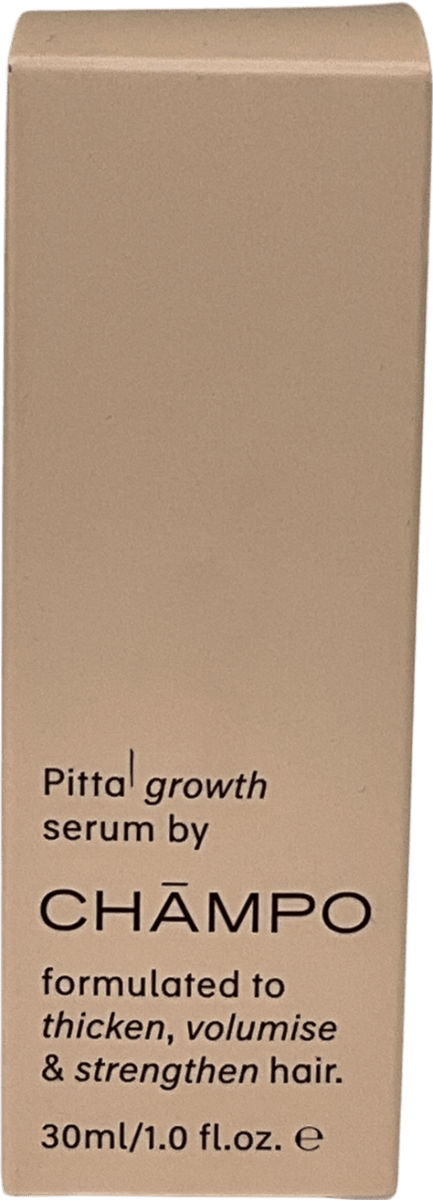 Pitta| growth
serum by
CHĀMPO
formulated to
thicken, volumise
& strengthen hair.
30ml/1.0 fl.oz. ℮